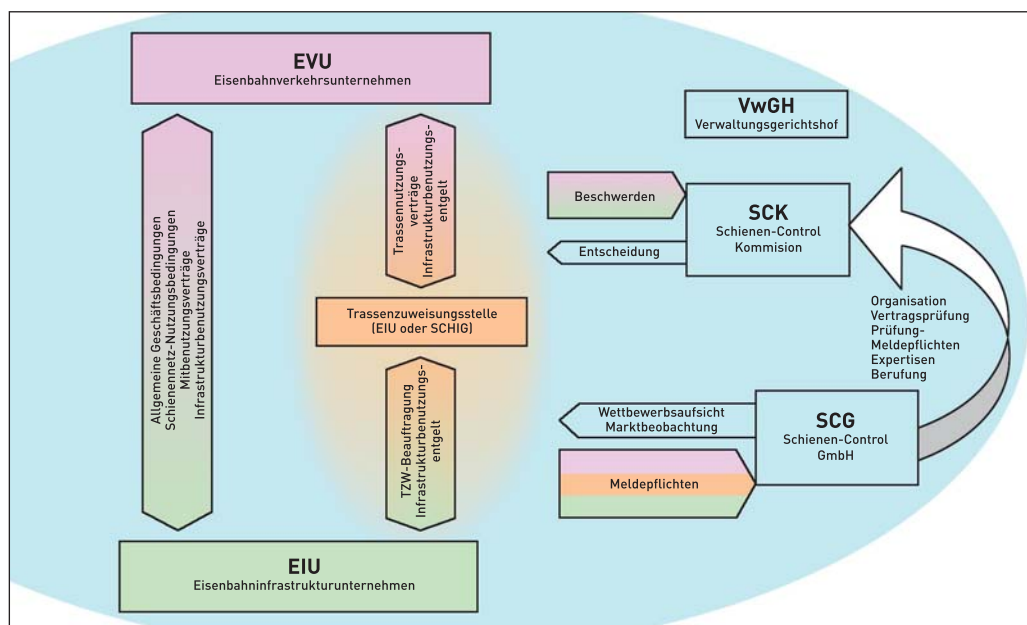 EVU
Eisenbahnverkehrsunternehmen
Allgemeine Geschäftsbedingungen
Schienennetz-Nutzungsbedingungen
Mitbenutzungsverträge
Infrastrukturbenutzungsverträge
Trassennutzungs-
verträge
Infrastrukturbenutzungs-
entgelt
Trassenzuweisungsstelle
(EIU oder SCHIG)
TZW-Beauftragung
Infrastrukturbenutzungs-
entgelt
EIU
Eisenbahninfrastrukturunternehmen
VwGH
Verwaltungsgerichtshof
Beschwerden
SCK
Schienen-Control
Kommision
Entscheidung
Organisation
Vertragsprüfung
Prüfung-
Meldepflichten
Expertisen
Berufung
Wettbewerbsaufsicht
Marktbeobachtung
SCG
Schienen-Control
GmbH
Meldepflichten